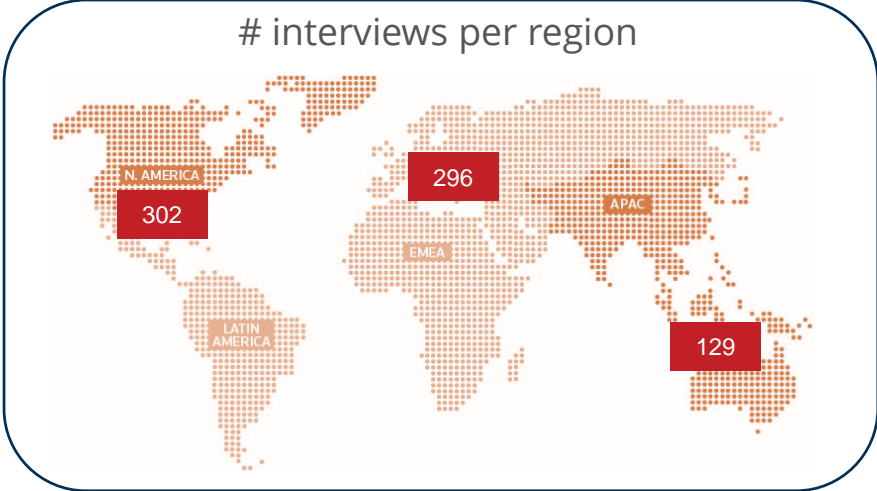 # interviews per region
N. AMERICA
302
296
APAC
EMEA
LATIN
AMERICA
129